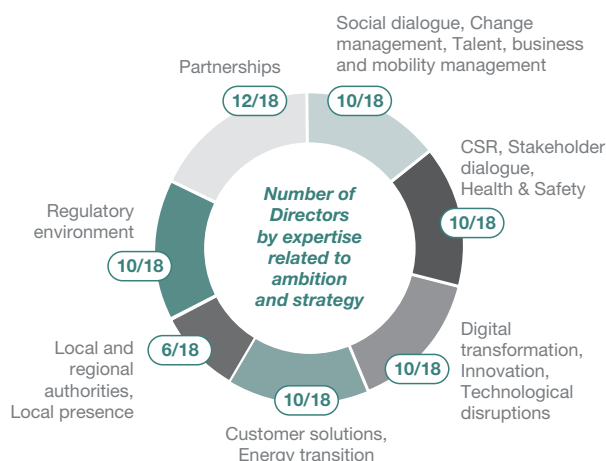 Social dialogue, Change
management, Talent, business
and mobility management
10/18
CSR, Stakeholder
dialogue,
Health & Safety
10/18
Digital
transformation,
Innovation,
Technological
disruptions
10/18
Customer solutions,
Energy transition
10/18
Local and
regional
authorities,
Local presence
6/18
Regulatory
environment
10/18
Partnerships
12/18
Number of
Directors
by expertise
related to
ambition
and strategy